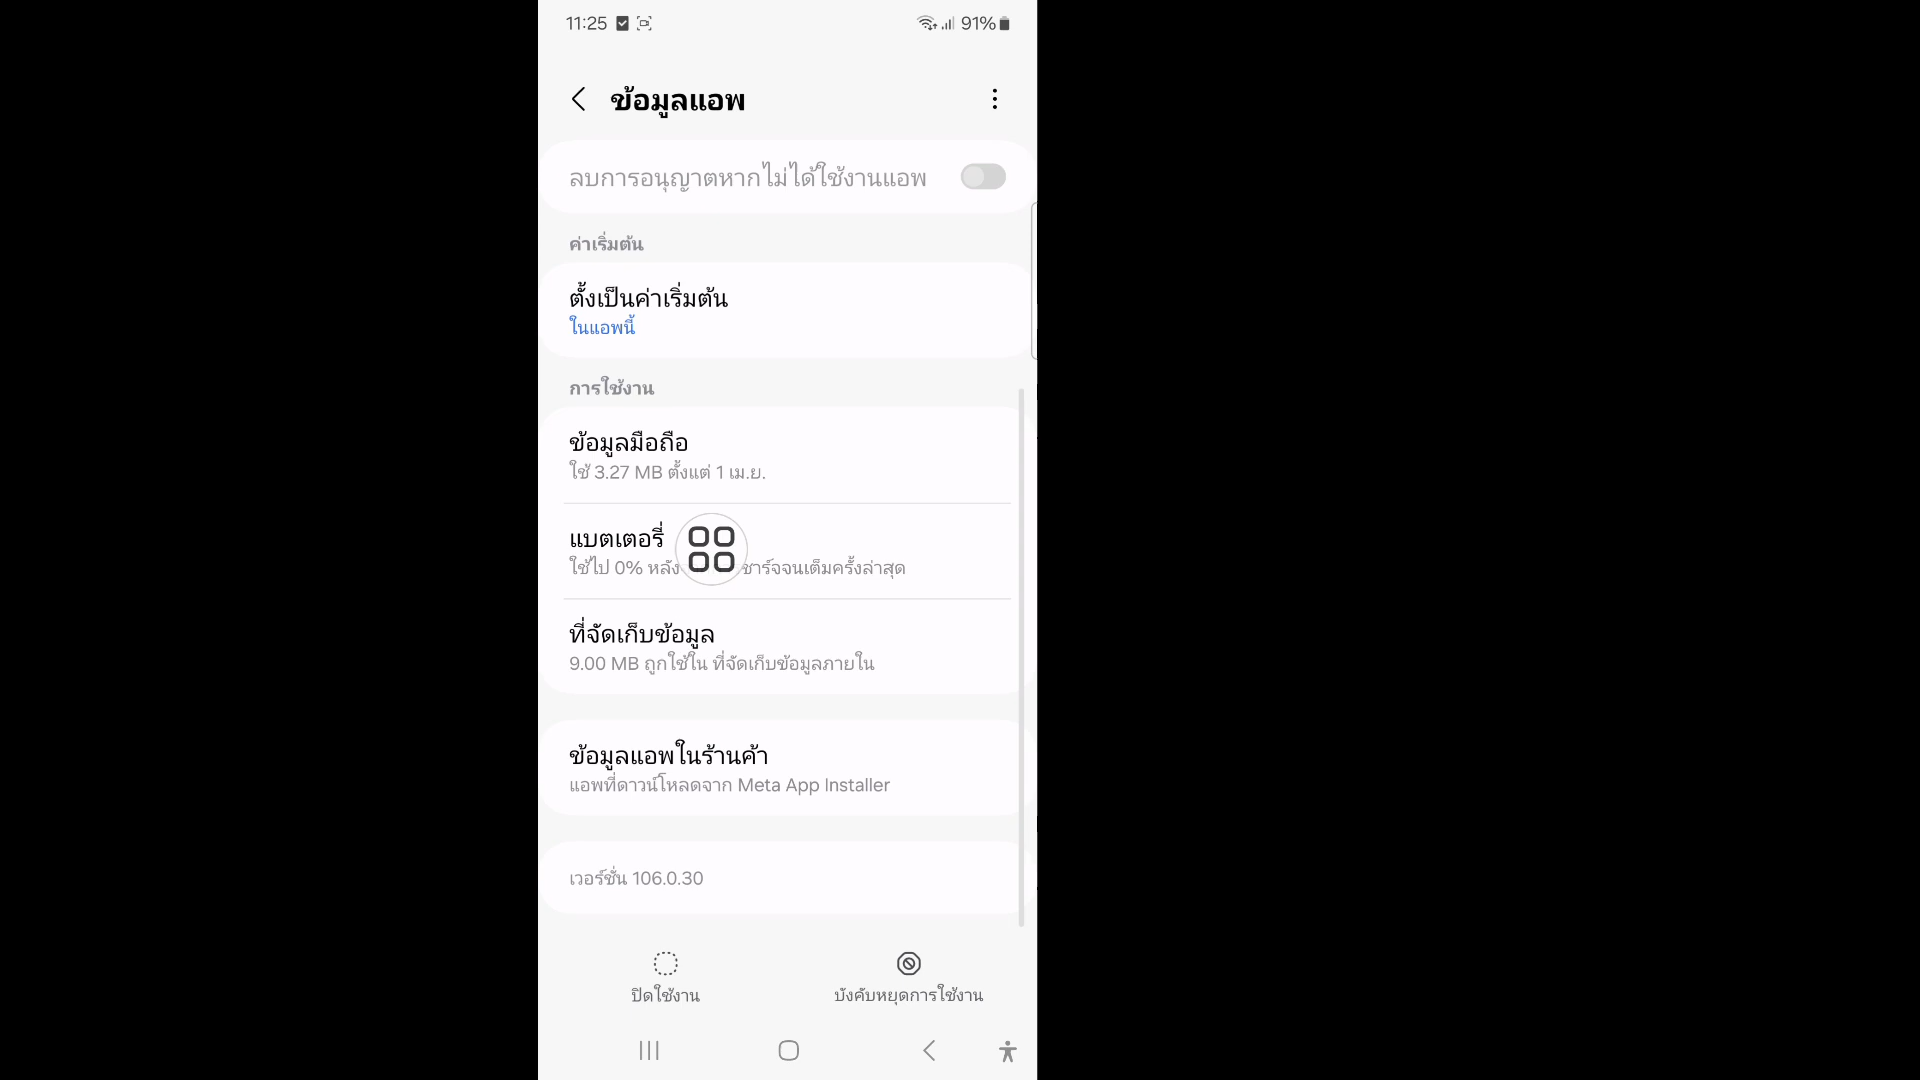 11:25
91%
ข้อมูลแอพ
ลบการอนุญาตหากไม่ได้ใช้งานแอพ
ค่าเริ่มต้น
ตั้งเป็นค่าเริ่มต้น
ในแอพนี้
การใช้งาน
ข้อมูลมือถือ
ใช้ 3.27 MB ตั้งแต่ 1 เม.ย.
แบตเตอรี่
ใช้ไป 0% หลัง ชาร์จจนเต็มครั้งล่าสุด
ที่จัดเก็บข้อมูล
9.00 MB ถูกใช้ใน ที่จัดเก็บข้อมูลภายใน
ข้อมูลแอพในร้านค้า
แอพที่ดาวน์โหลดจาก Meta App Installer
เวอร์ชั่น 106.0.30
ปิดใช้งาน
บังคับหยุดการใช้งาน